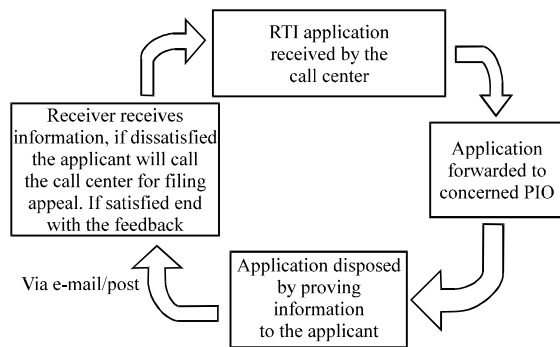 RTI application
received by the
call center
Application
forwarded to
concerned PIO
Application disposed
by proving
information
to the applicant
Via e-mail/post
Receiver receives
information, if dissatisfied
the applicant will call
the call center for filing
appeal. If satisfied end
with the feedback